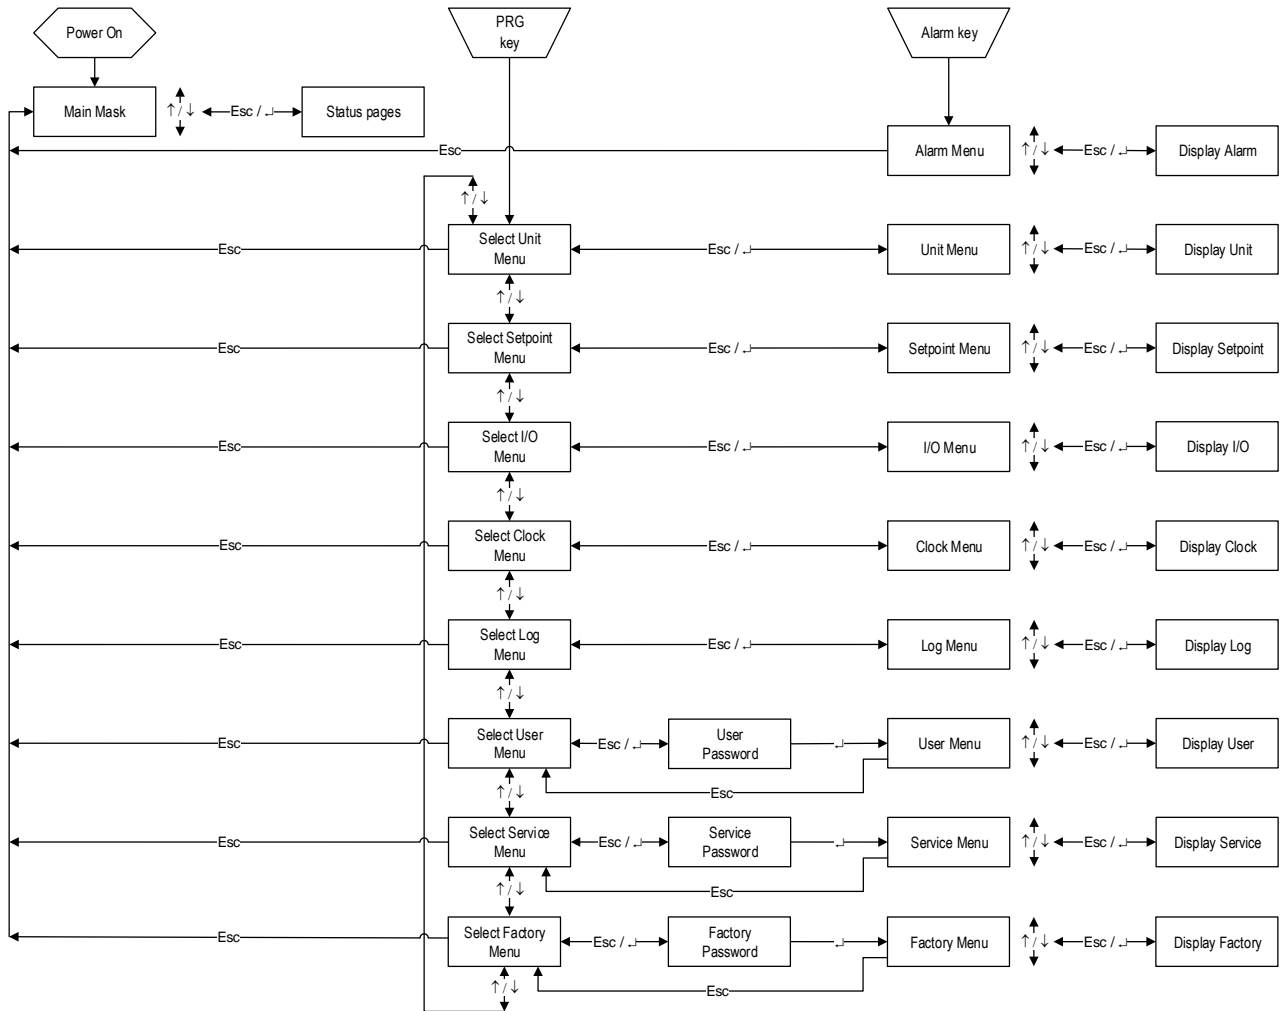 Power On
PRG
key
Alarm key
Main Mask
↑/↓
Esc / ↵
Status pages
Esc
Alarm Menu
↑/↓
Esc / ↵
Display Alarm
↑/↓
Esc
Select Unit
Menu
Esc / ↵
Unit Menu
↑/↓
Esc / ↵
Display Unit
↑/↓
Esc
Select Setpoint
Menu
Esc / ↵
Setpoint Menu
↑/↓
Esc / ↵
Display Setpoint
↑/↓
Esc
Select I/O
Menu
Esc / ↵
I/O Menu
↑/↓
Esc / ↵
Display I/O
↑/↓
Esc
Select Clock
Menu
Esc / ↵
Clock Menu
↑/↓
Esc / ↵
Display Clock
↑/↓
Esc
Select Log
Menu
Esc / ↵
Log Menu
↑/↓
Esc / ↵
Display Log
↑/↓
Esc
Select User
Menu
Esc / ↵
User
Password
↵
User Menu
↑/↓
Esc / ↵
Display User
Esc
↑/↓
Esc
Select Service
Menu
Esc / ↵
Service
Password
↵
Service Menu
↑/↓
Esc / ↵
Display Service
Esc
↑/↓
Esc
Select Factory
Menu
Esc / ↵
Factory
Password
↵
Factory Menu
↑/↓
Esc / ↵
Display Factory
Esc
↑/↓